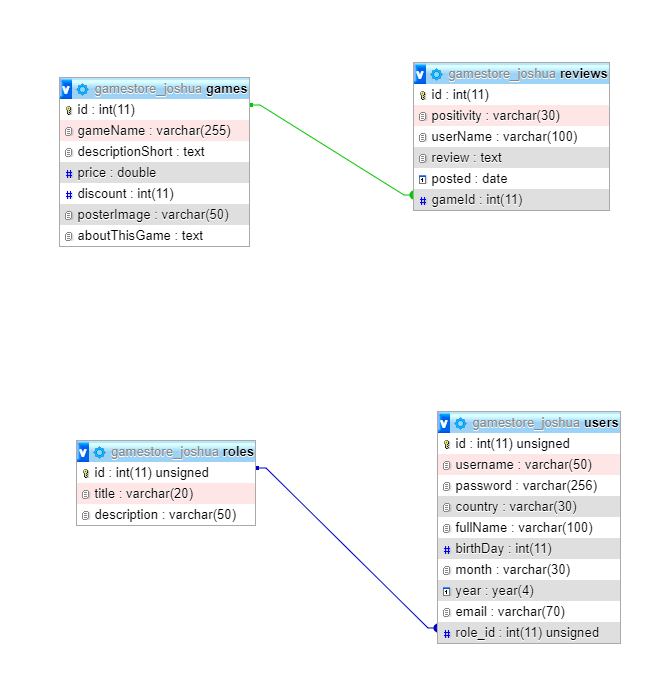 gamestore_joshua games
id : int(11)
gameName : varchar(255)
descriptionShort : text
price : double
discount : int(11)
posterImage : varchar(50)
aboutThisGame : text
gamestore_joshua reviews
id : int(11)
positivity : varchar(30)
userName : varchar(100)
review : text
posted : date
gameId : int(11)
gamestore_joshua roles
id : int(11) unsigned
title : varchar(20)
description : varchar(50)
gamestore_joshua users
id : int(11) unsigned
username : varchar(50)
password : varchar(256)
country : varchar(30)
fullName : varchar(100)
birthDay : int(11)
month : varchar(30)
year : year(4)
email : varchar(70)
role_id : int(11) unsigned